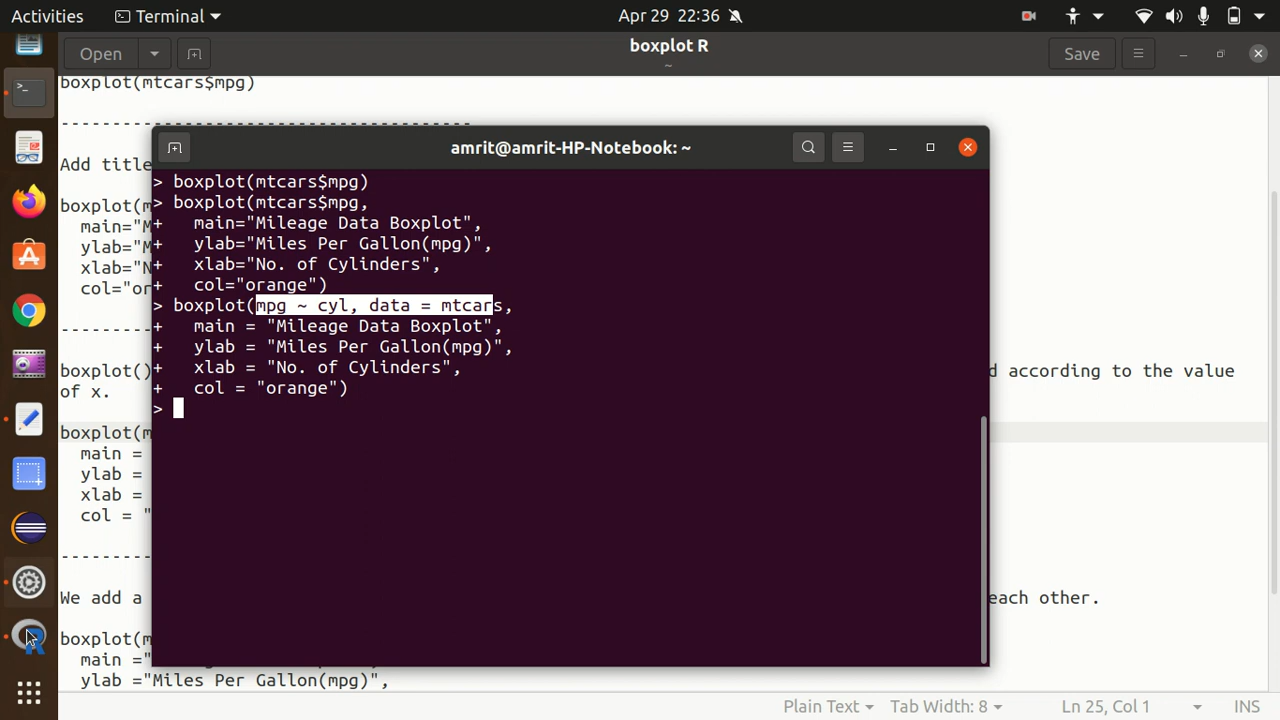 Activities
Terminal
Apr 29 22:36
boxplot R
~
Open
Save
boxplot(mtcars$mpg)
----------------------------------------
Add title
boxplot(m
main="M
ylab="M
xlab="N
col="or
boxplot()
d according to the value
of x.
boxplot(m
main =
ylab =
xlab =
col = "
We add a
each other.
boxplot(m
main ="
ylab ="Miles Per Gallon(mpg)",
amrit@amrit-HP-Notebook: ~
> boxplot(mtcars$mpg)
> boxplot(mtcars$mpg,
+   main="Mileage Data Boxplot",
+   ylab="Miles Per Gallon(mpg)",
+   xlab="No. of Cylinders",
+   col="orange")
> boxplot(mpg ~ cyl, data = mtcars,
+   main = "Mileage Data Boxplot",
+   ylab = "Miles Per Gallon(mpg)",
+   xlab = "No. of Cylinders",
+   col = "orange")
>
Plain Text
Tab Width: 8
Ln 25, Col 1
INS